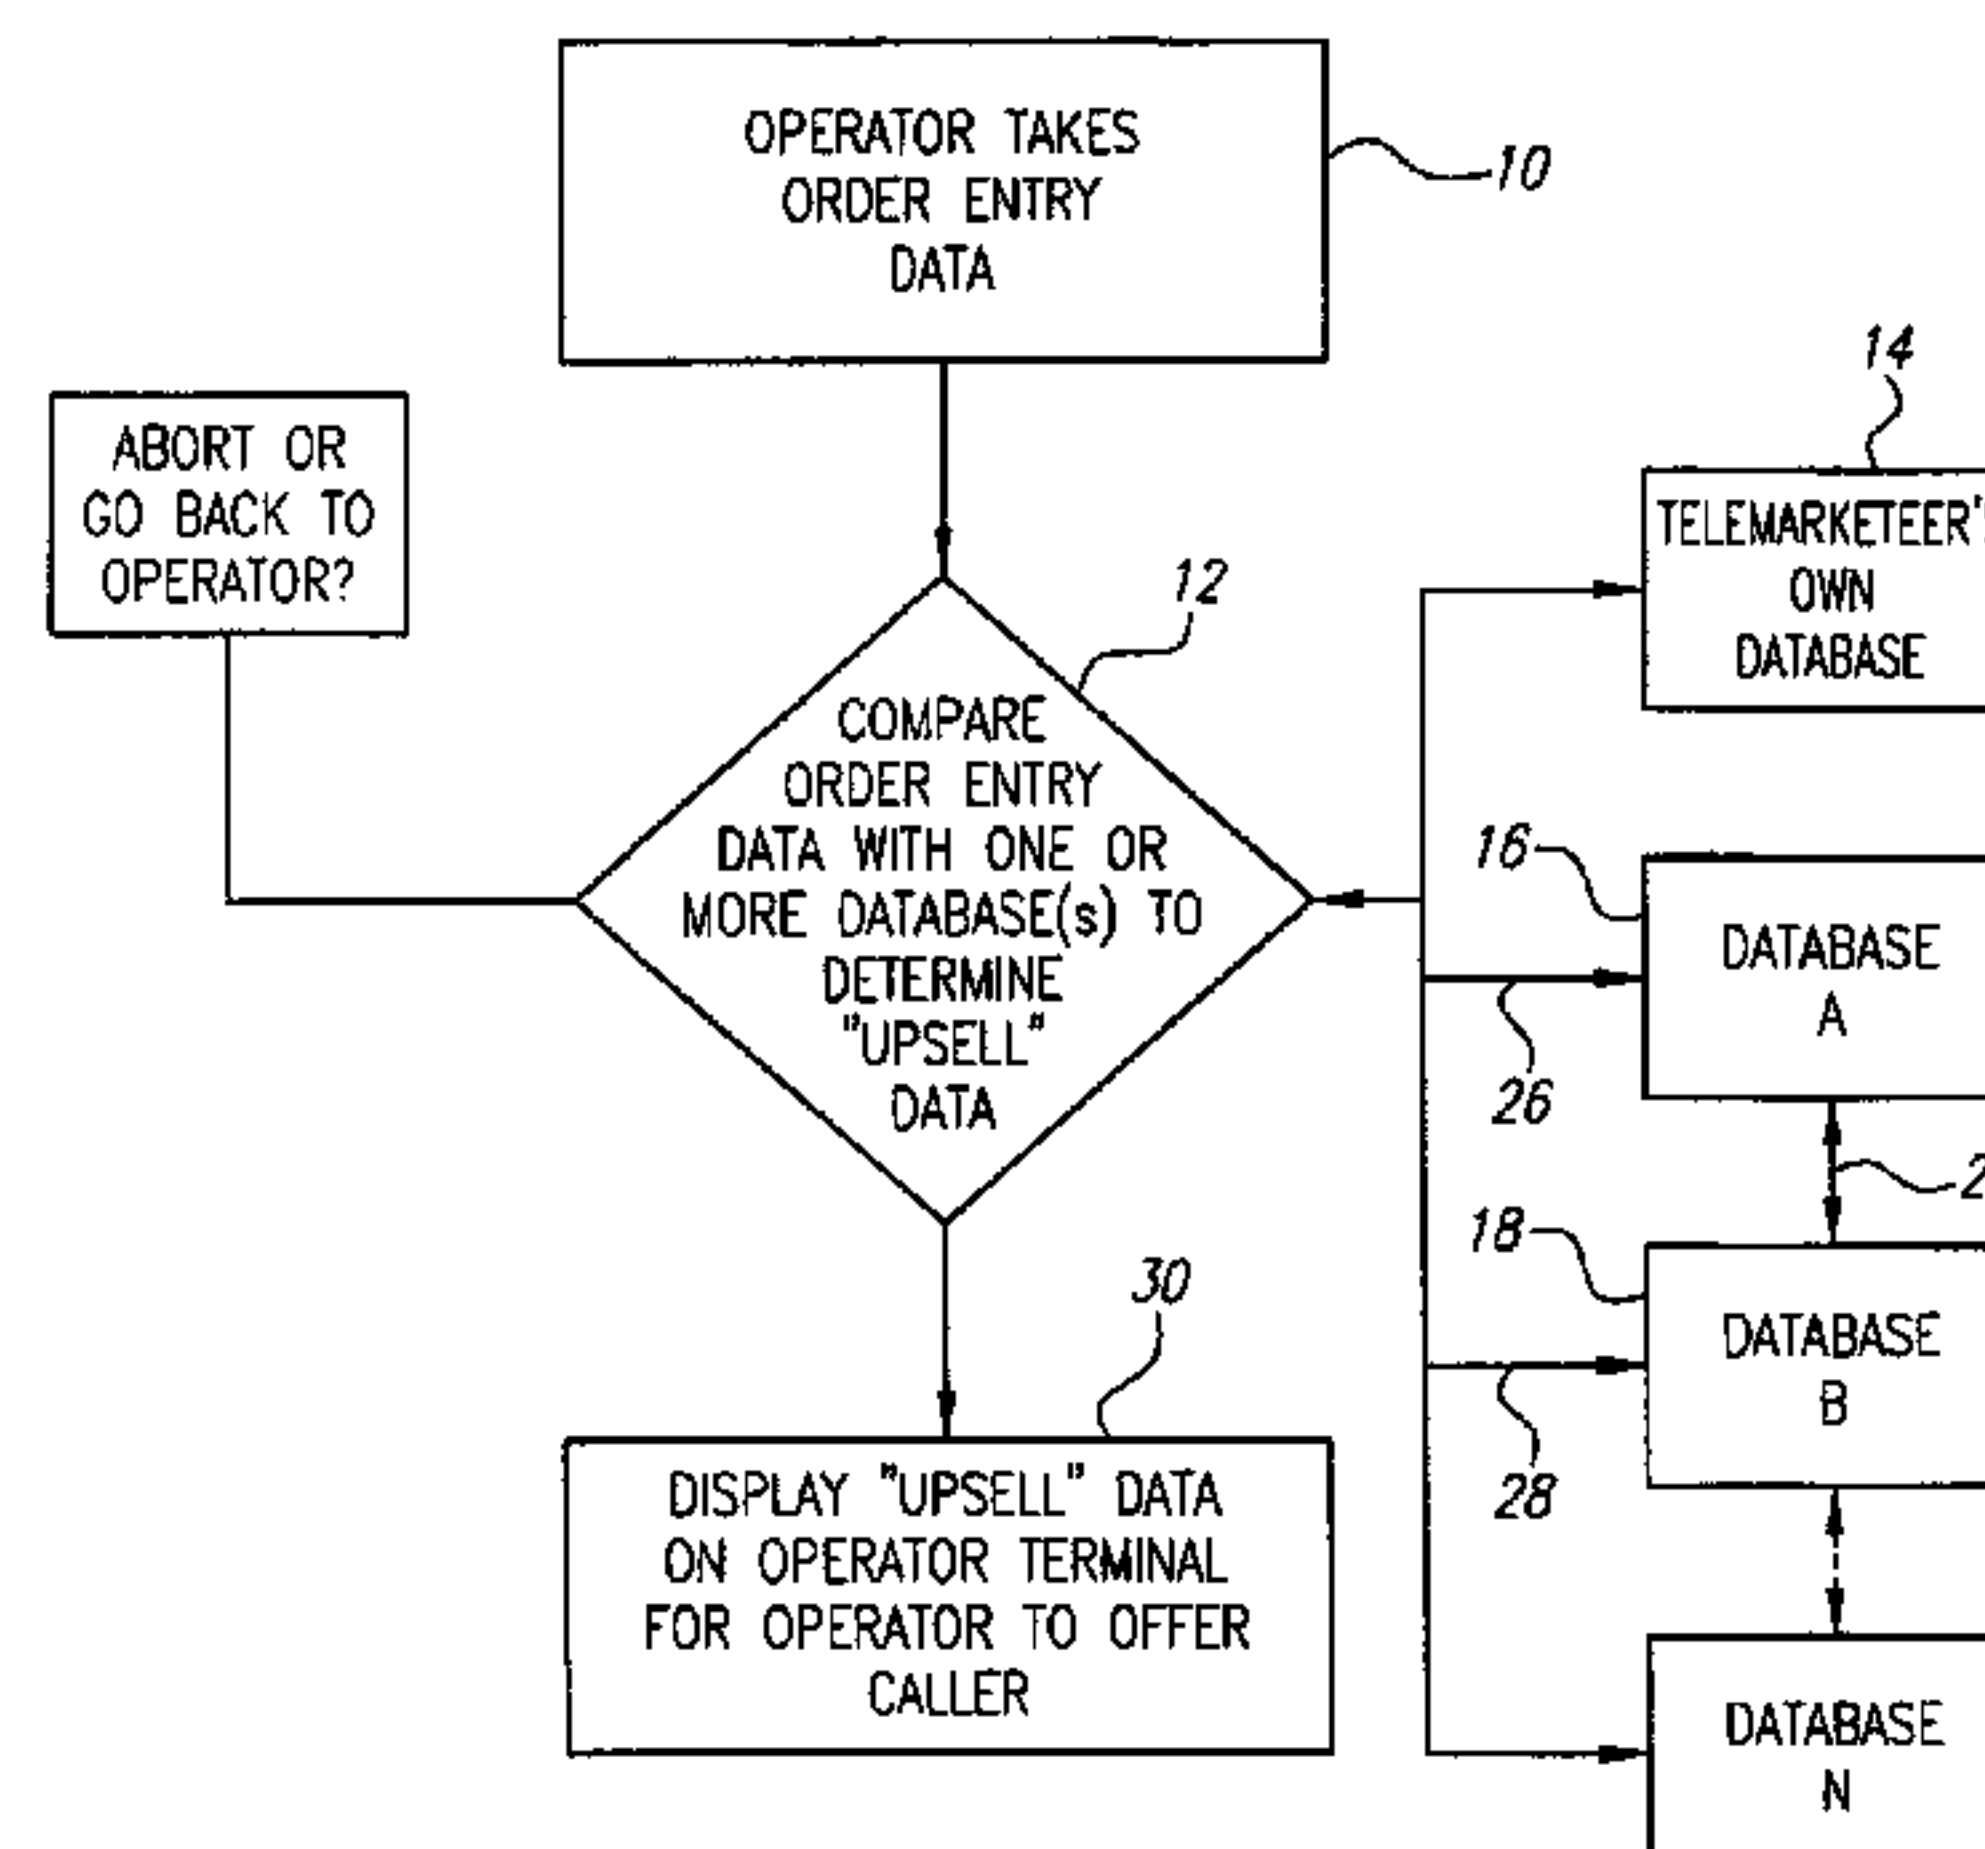 OPERATOR TAKES
ORDER ENTRY
DATA
10
ABORT OR
GO BACK TO
OPERATOR?
12
COMPARE
ORDER ENTRY
DATA WITH ONE OR
MORE DATABASE(s) TO
DETERMINE
"UPSELL"
DATA
14
TELEMARKETEER'
OWN
DATABASE
16
DATABASE
A
26
18
DATABASE
B
28
30
DISPLAY "UPSELL" DATA
ON OPERATOR TERMINAL
FOR OPERATOR TO OFFER
CALLER
DATABASE
N